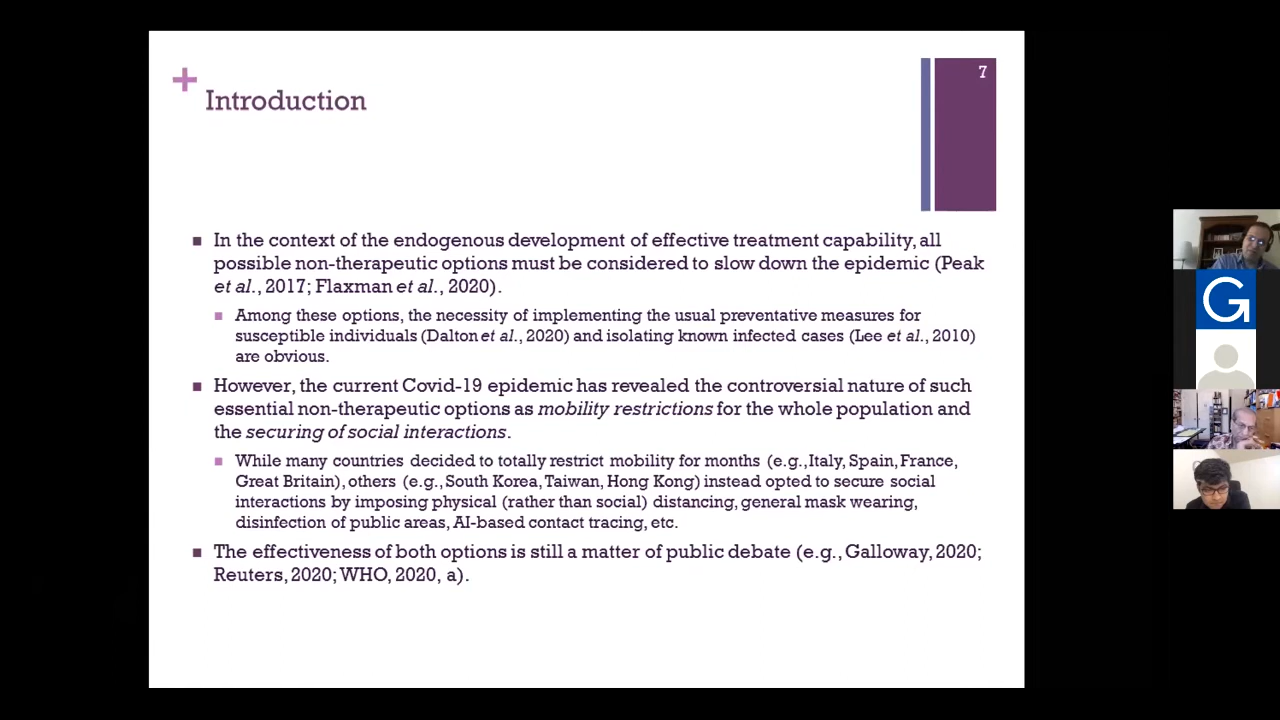 7
+
Introduction
In the context of the endogenous development of effective treatment capability, all
possible non-therapeutic options must be considered to slow down the epidemic (Peak
et al., 2017; Flaxman et al., 2020).
Among these options, the necessity of implementing the usual preventative measures for
susceptible individuals (Dalton et al., 2020) and isolating known infected cases (Lee et al., 2010)
are obvious.
However, the current Covid-19 epidemic has revealed the controversial nature of such
essential non-therapeutic options as mobility restrictions for the whole population and
the securing of social interactions.
While many countries decided to totally restrict mobility for months (e.g., Italy, Spain, France,
Great Britain), others (e.g., South Korea, Taiwan, Hong Kong) instead opted to secure social
interactions by imposing physical (rather than social) distancing, general mask wearing,
disinfection of public areas, AI-based contact tracing, etc.
The effectiveness of both options is still a matter of public debate (e.g., Galloway, 2020;
Reuters, 2020; WHO, 2020, a).
G